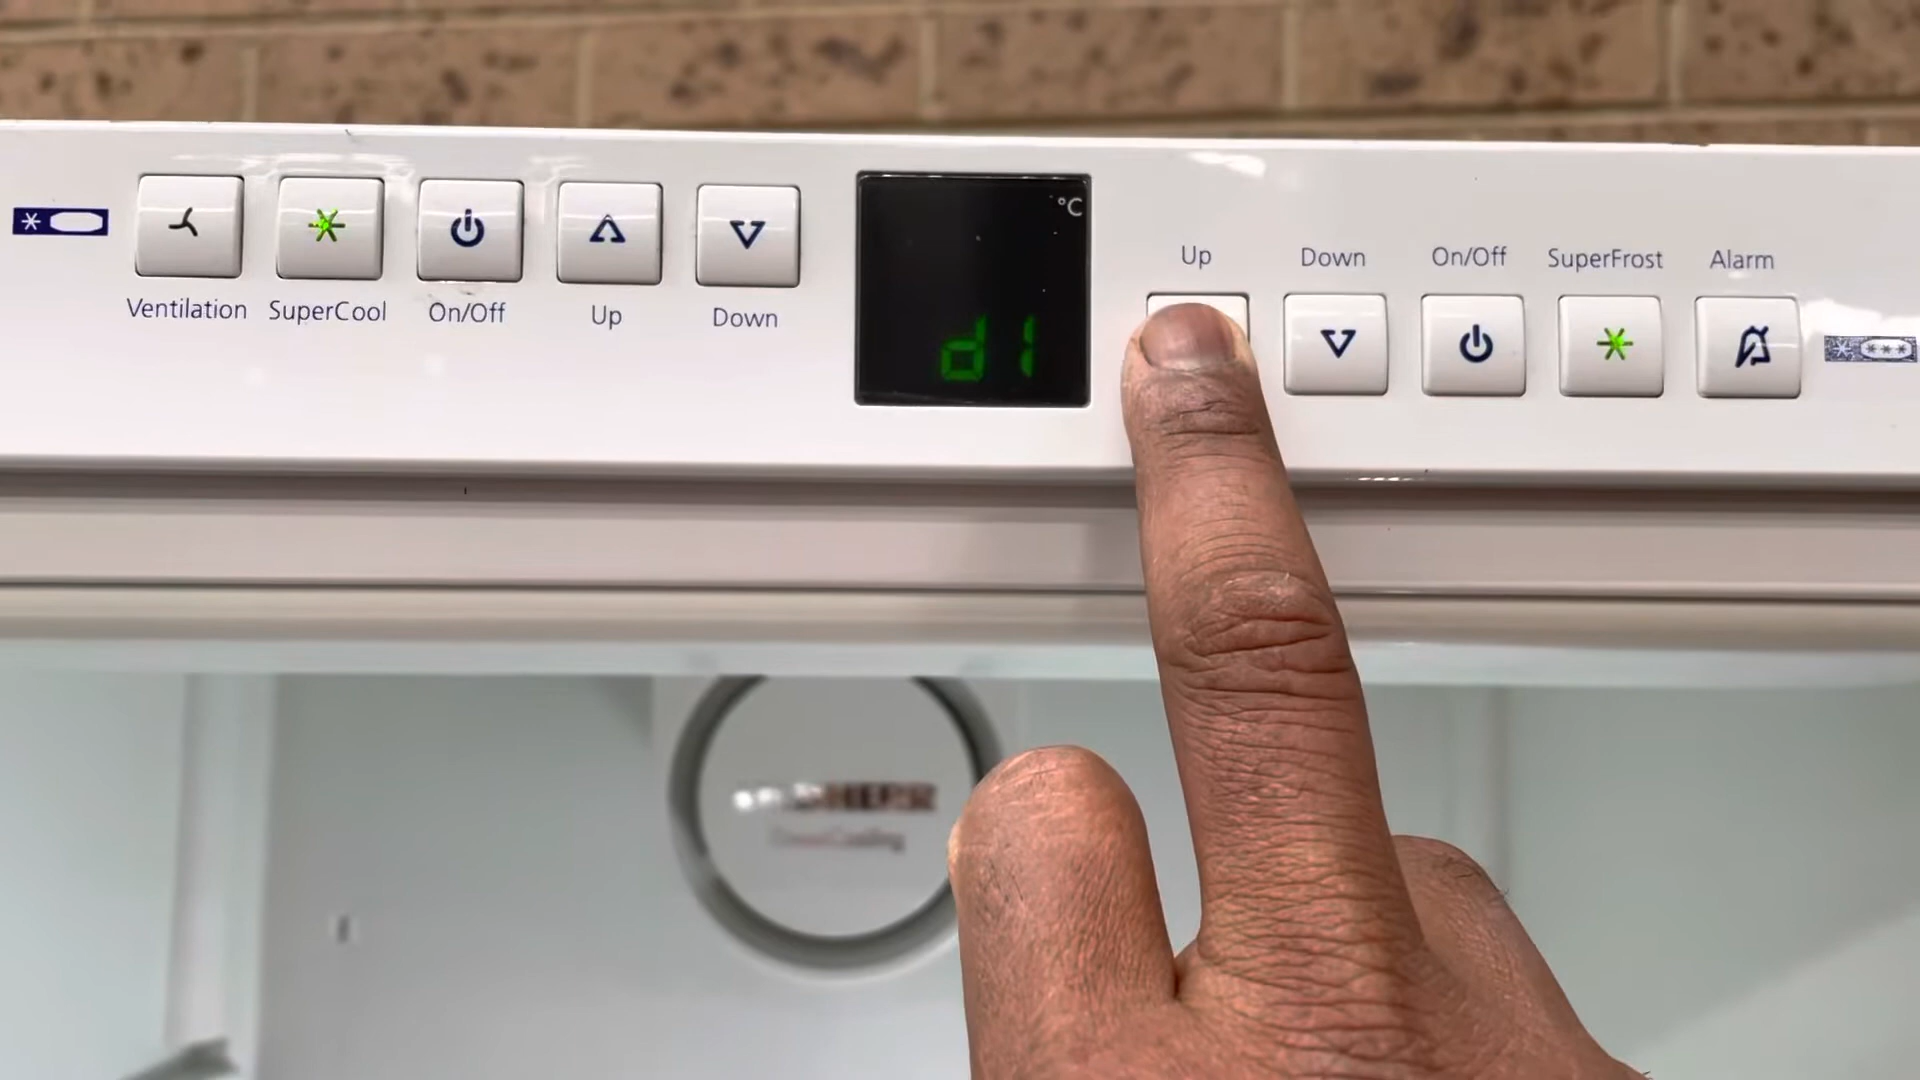 Ventilation
SuperCool
On/Off
Up
Down
°C
d1
Up
Down
On/Off
SuperFrost
Alarm